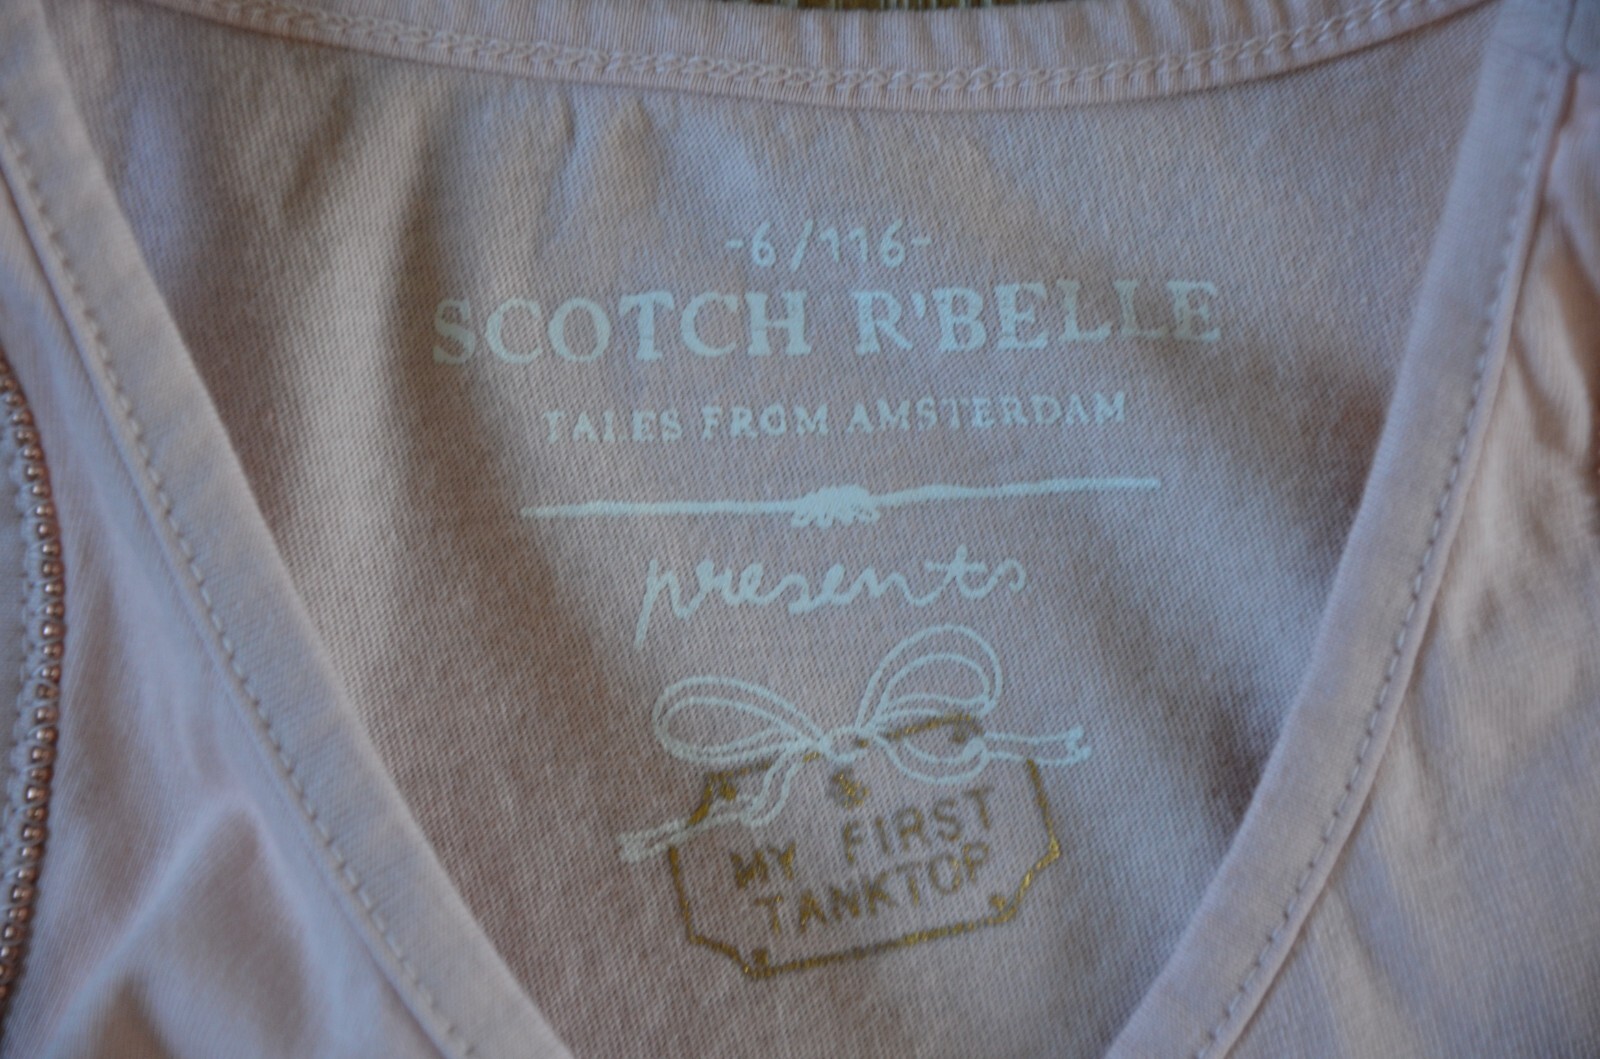 -6/116-
SCOTCH R'BELLE
TALES FROM AMSTERDAM
presents
MY FIRST
TANKTOP